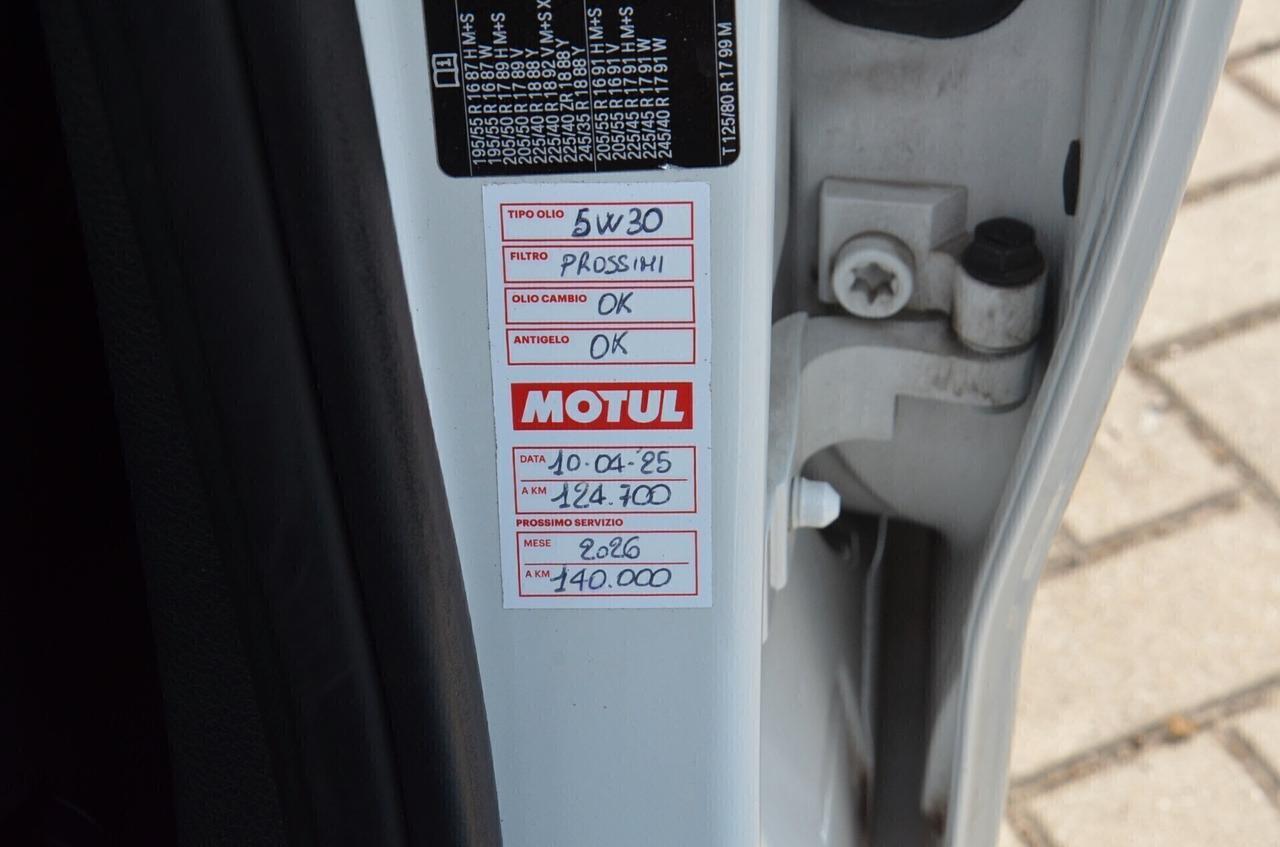 195/55 R 16 87 H M+S
195/55 R 16 87 W
205/50 R 17 89 H M+S
205/50 R 17 89 V
225/40 R 18 88 Y
225/40 R 18 92 V M+S X
225/40 ZR 18 88 Y
245/35 R 18 88 Y
205/55 R 16 91 H M+S
205/55 R 16 91 V
225/45 R 17 91 H M+S
225/45 R 17 91 W
245/40 R 17 91 W
T 125/80 R 17 99 M
TIPO OLIO 5W30
FILTRO PROSSIMI
OLIO CAMBIO OK
ANTIGELO OK
MOTUL
DATA 10-04-25
A KM 124.700
PROSSIMO SERVIZIO
MESE 2026
A KM 140.000